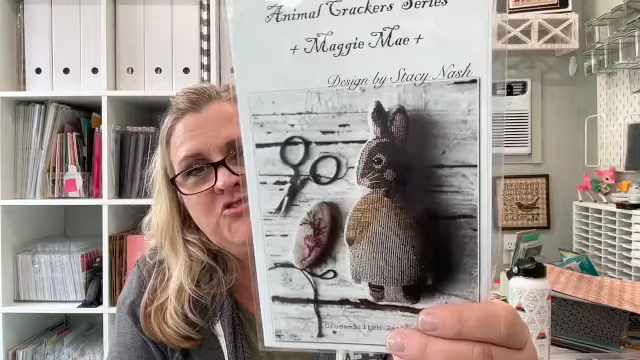 Animal Crackers Series
+ Maggie Mae +
Design by Stacy Nash